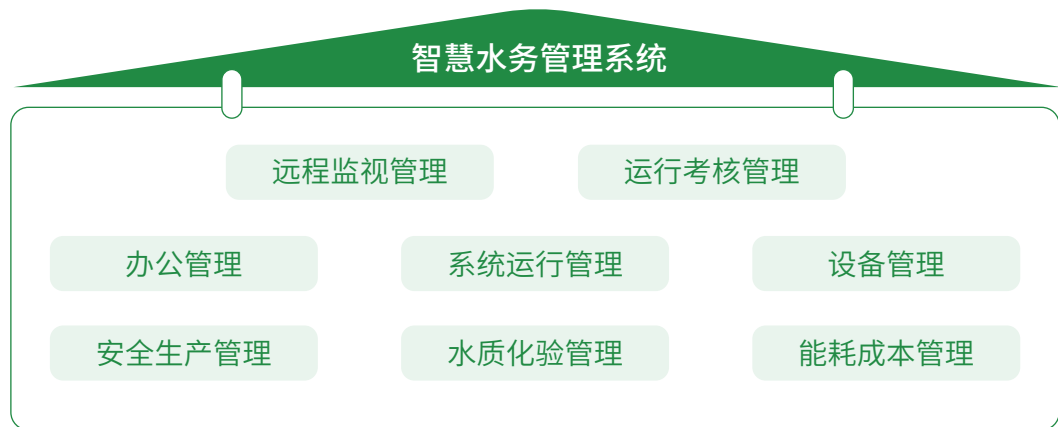 智慧水务管理系统
远程监视管理
运行考核管理
办公管理
系统运行管理
设备管理
安全生产管理
水质化验管理
能耗成本管理